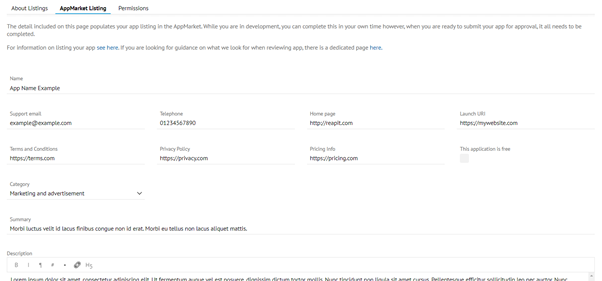 About Listings AppMarket Listing Permissions
The detail included on this page populates your app listing in the AppMarket. While you are in development, you can complete this in your own time however, when you are ready to submit your app for approval, it all needs to be
completed.
For information on listing your app see here. If you are looking for guidance on what we look for when reviewing app, there is a dedicated page here.
Name
App Name Example
Support email Telephone Home page Launch URI
example@example.com 01234567890 http://reapit.com https://mywebsite.com
Terms and Conditions Privacy Policy Pricing Info This application is free
https://terms.com https://privacy.com https://pricing.com
Category
Marketing and advertisement
Summary
Morbi luctus velit id lacus finibus congue non id erat. Morbi eu tellus non lacus aliquet mattis.
Description
B I ¶ H5
Lorem ipsum dolor sit amet, consectetur adipiscing elit. Ut fermentum augue vel est posuere, dignissim dictum tortor mollis. Nunc tincidunt non ligula sit amet cursus. Pellentesque efficitur sollicitudin leo nec auctor. Nunc